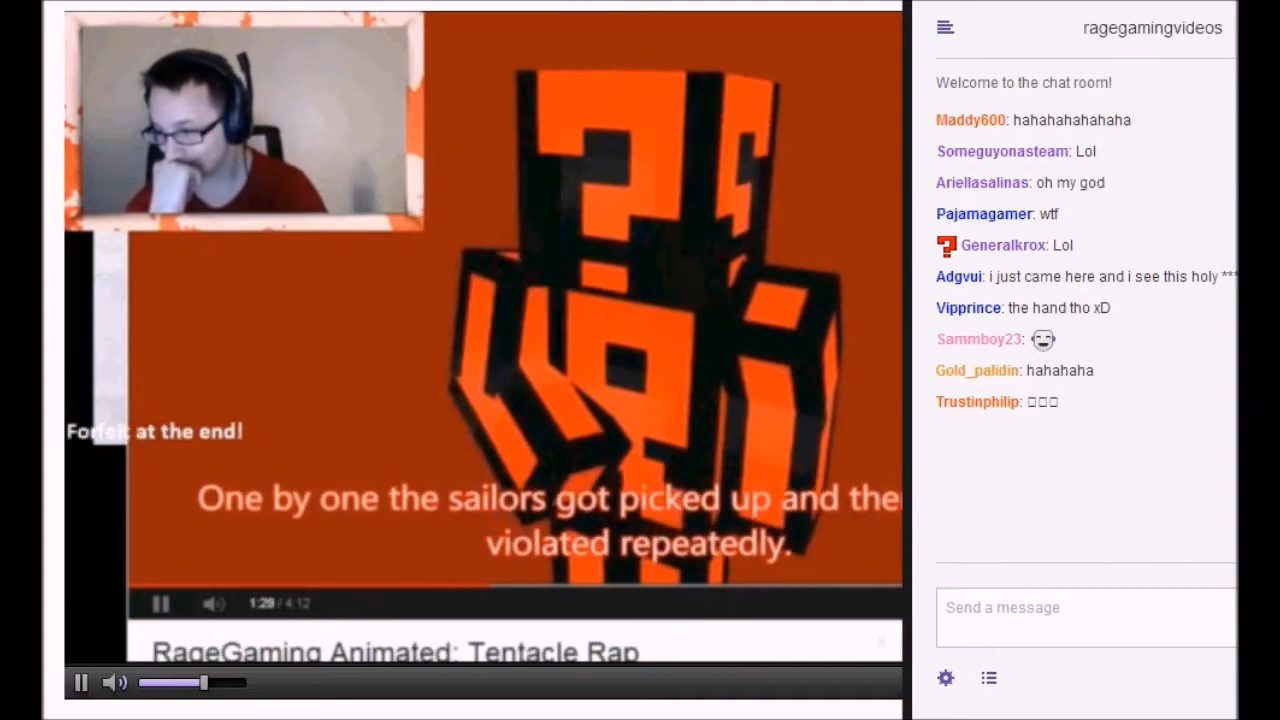 ragegamingvideos
Welcome to the chat room!
Maddy600: hahahahahahaha
Someguyonasteam: Lol
Ariellasalinas: oh my god
Pajamagamer: wtf
Generalkrox: Lol
Adgvui: i just came here and i see this holy ***
Vipprince: the hand tho xD
Sammboy23:
Gold_palidin: hahahaha
Trustinphilip: □□□
Forfeit at the end!
One by one the sailors got picked up and
violated repeatedly.
1:29 / 4:12
RageGaming Animated: Tentacle Rap
Send a message